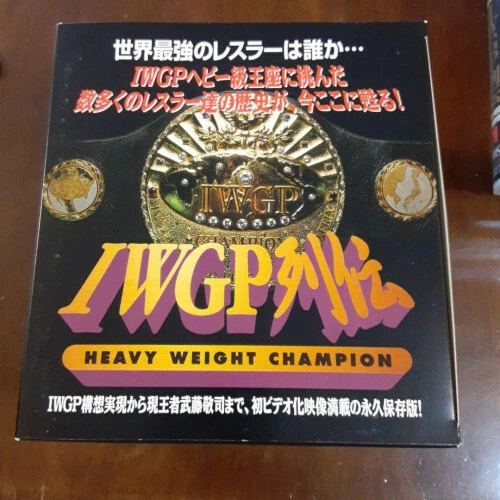 世界最強のレスラーは誰か…
IWGPヘビー級王座に挑んだ
数多くのレスラー達の歴史が、今ここに甦る!
IWGP
CHAMPION
IWGP列伝
HEAVY WEIGHT CHAMPION
IWGP構想実現から現王者武藤敬司まで、初ビデオ化映像満載の永久保存版!